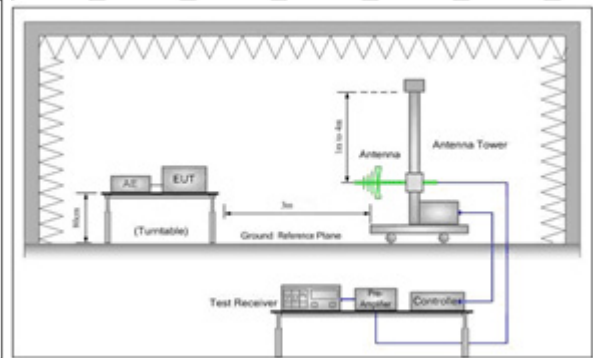 1m to 4m
Antenna
Antenna Tower
AE
EUT
80cm
3m
(Turntable)
Ground Reference Plane
Test Receiver
Pre-
Amplifier
Controller